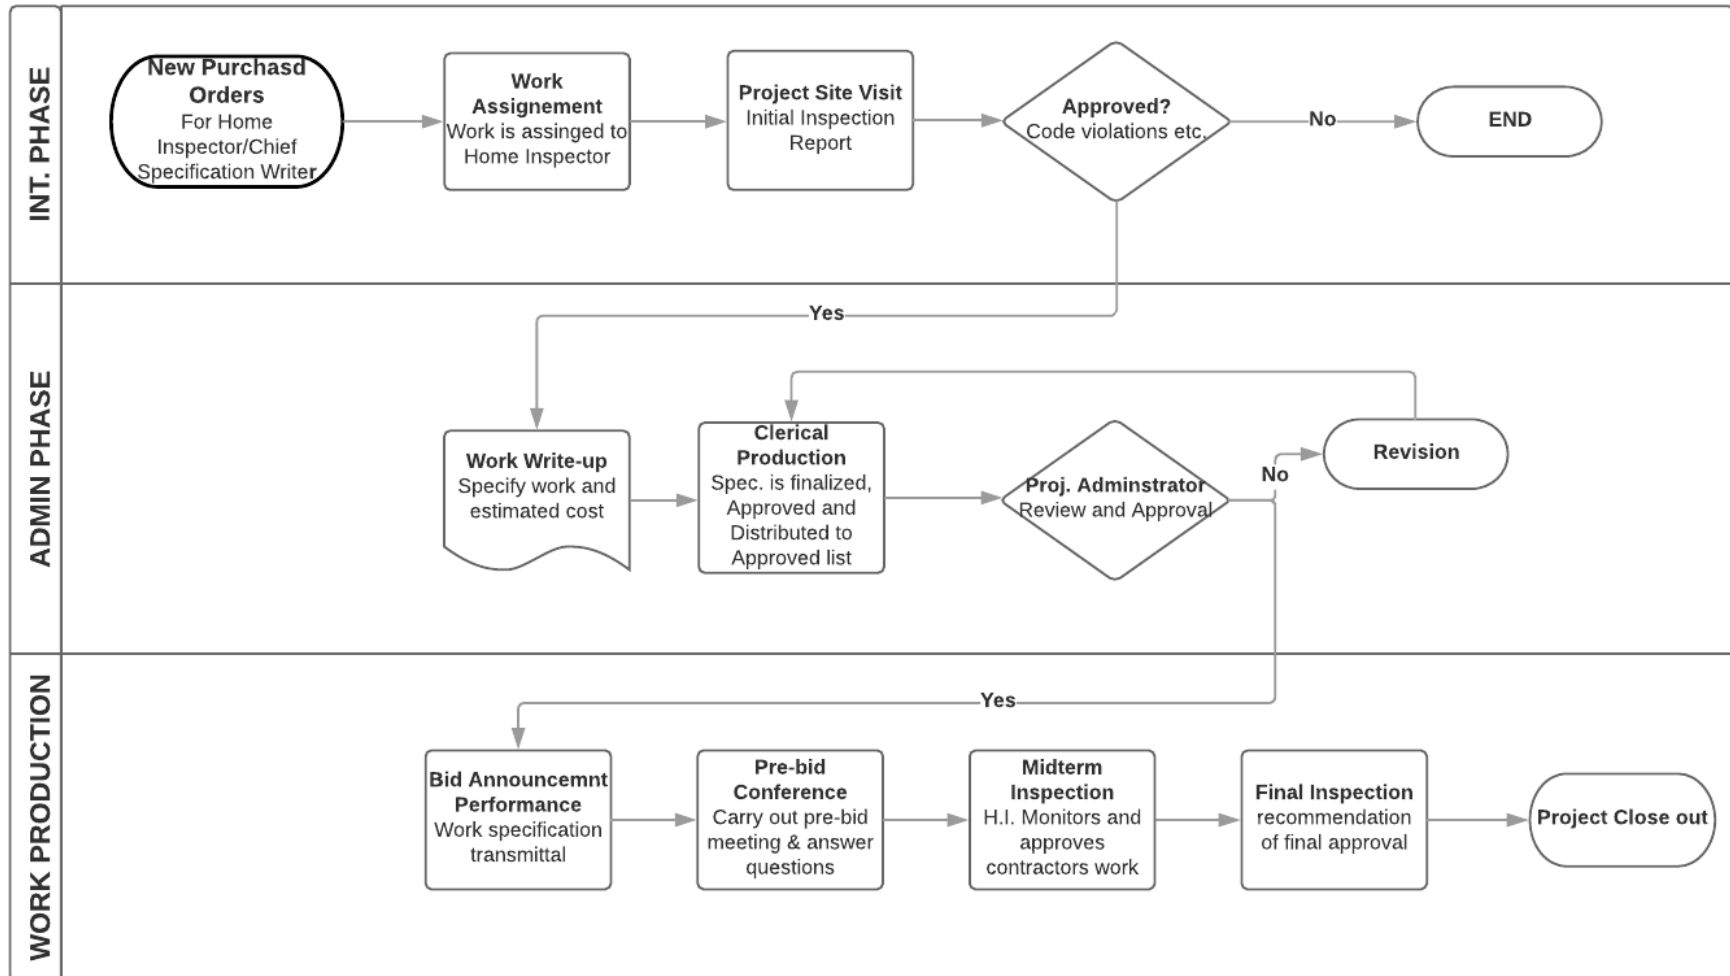 INT. PHASE
New Purchasd
Orders
For Home
Inspector/Chief
Specification Writer
Work
Assignement
Work is assinged to
Home Inspector
Project Site Visit
Initial Inspection
Report
Approved?
Code violations etc.
No
END
ADMIN PHASE
Yes
Work Write-up
Specify work and
estimated cost
Clerical
Production
Spec. is finalized,
Approved and
Distributed to
Approved list
Proj. Adminstrator
Review and Approval
No
Revision
WORK PRODUCTION
Yes
Bid Announcemnt
Performance
Work specification
transmittal
Pre-bid
Conference
Carry out pre-bid
meeting & answer
questions
Midterm
Inspection
H.I. Monitors and
approves
contractors work
Final Inspection
recommendation
of final approval
Project Close out